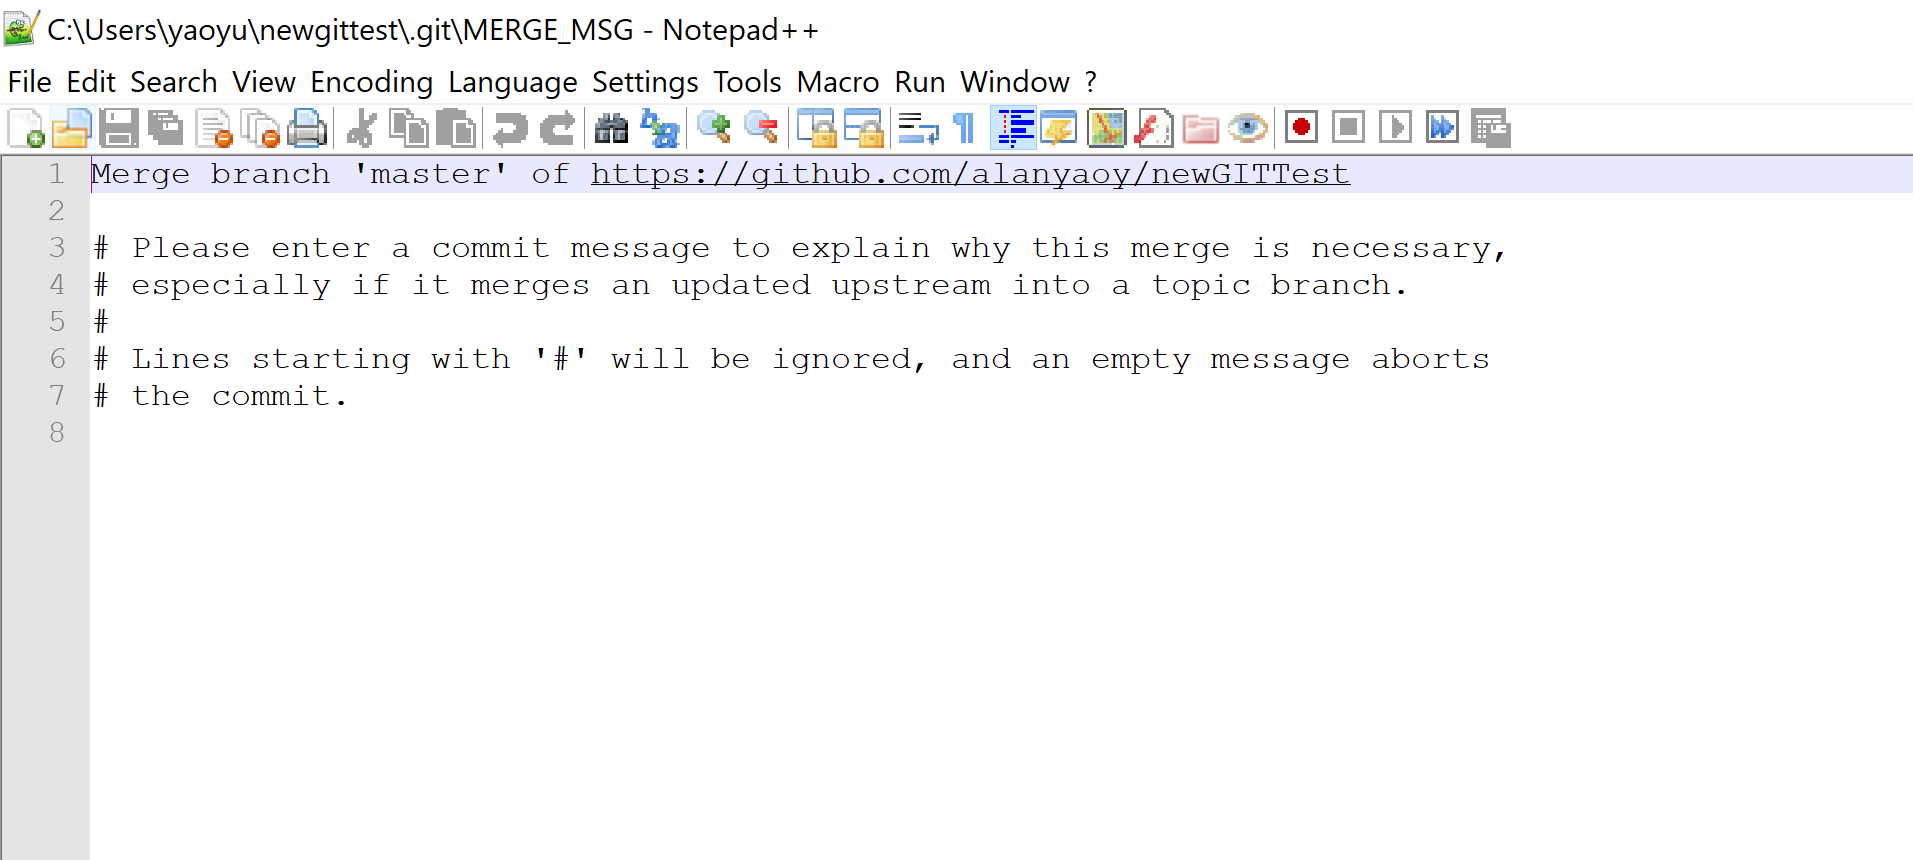 C:\Users\yaoyu\newgittest\.git\MERGE_MSG - Notepad++
File Edit Search View Encoding Language Settings Tools Macro Run Window ?
1 Merge branch 'master' of https://github.com/alanyaoy/newGITTest
2
3 # Please enter a commit message to explain why this merge is necessary,
4 # especially if it merges an updated upstream into a topic branch.
5 #
6 # Lines starting with '#' will be ignored, and an empty message aborts
7 # the commit.
8